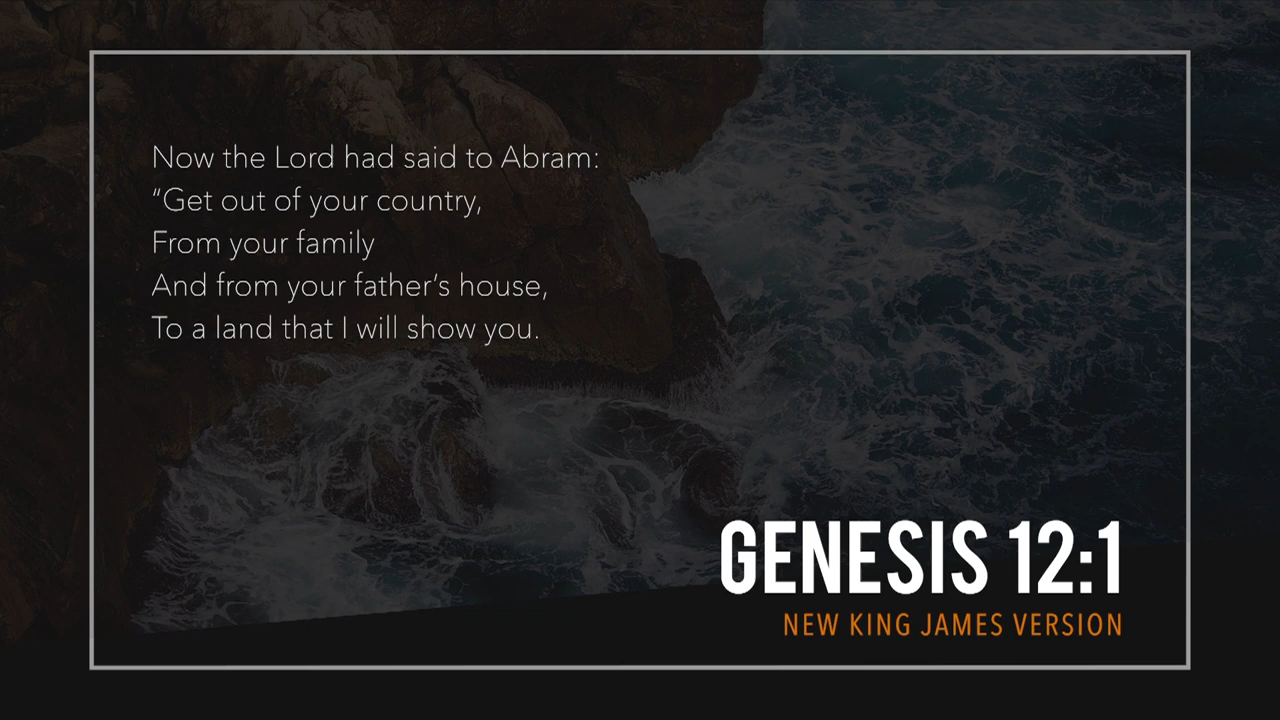 Now the Lord had said to Abram:
“Get out of your country,
From your family
And from your father’s house,
To a land that I will show you.
GENESIS 12:1
NEW KING JAMES VERSION